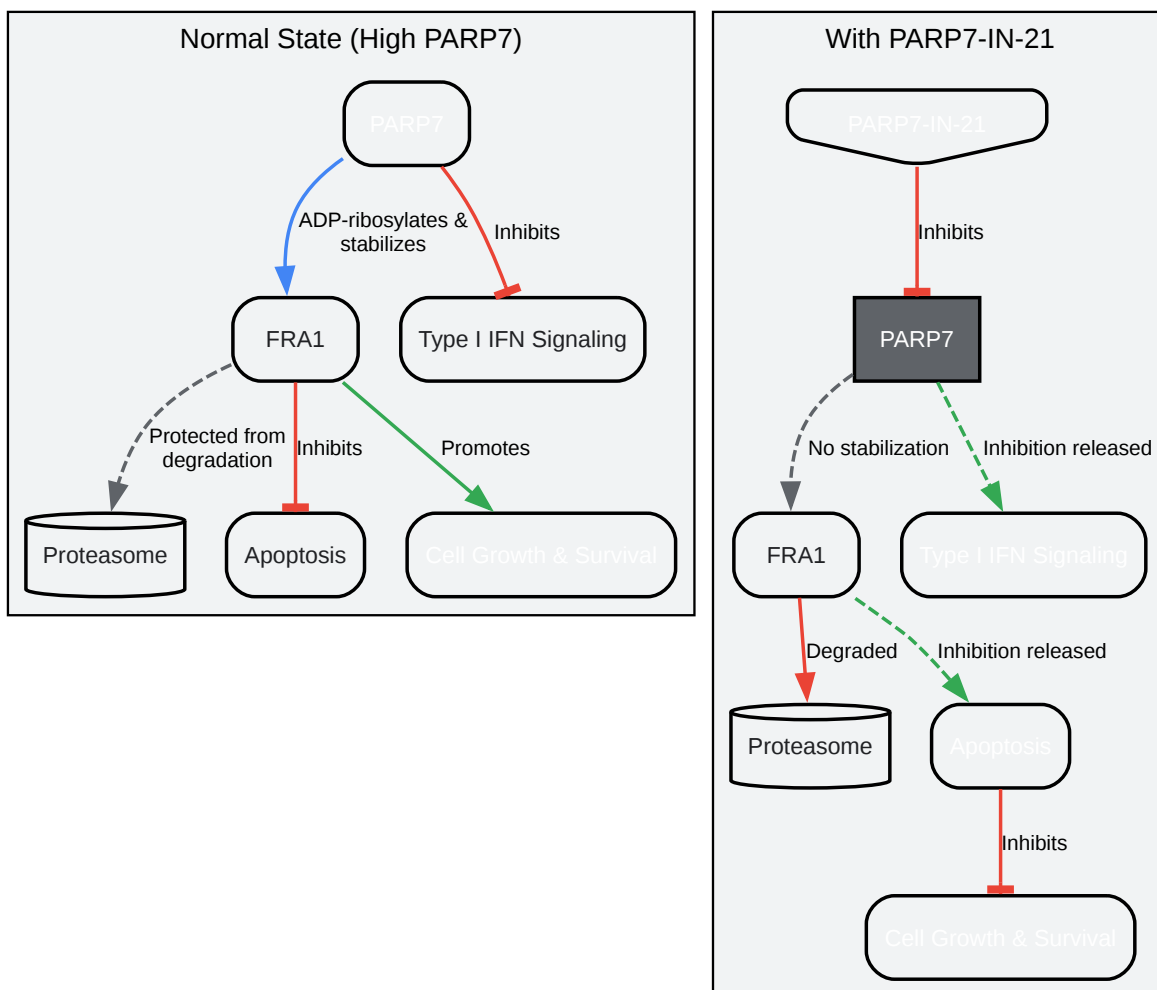 Normal State (High PARP7)
PARP7
ADP-ribosylates &
stabilizes
Inhibits
FRA1
Type I IFN Signaling
Protected from
degradation
Inhibits
Promotes
Proteasome
Apoptosis
Cell Growth & Survival
With PARP7-IN-21
PARP7-IN-21
Inhibits
PARP7
No stabilization
Inhibition released
FRA1
Type I IFN Signaling
Degraded
Inhibition released
Proteasome
Apoptosis
Inhibits
Cell Growth & Survival